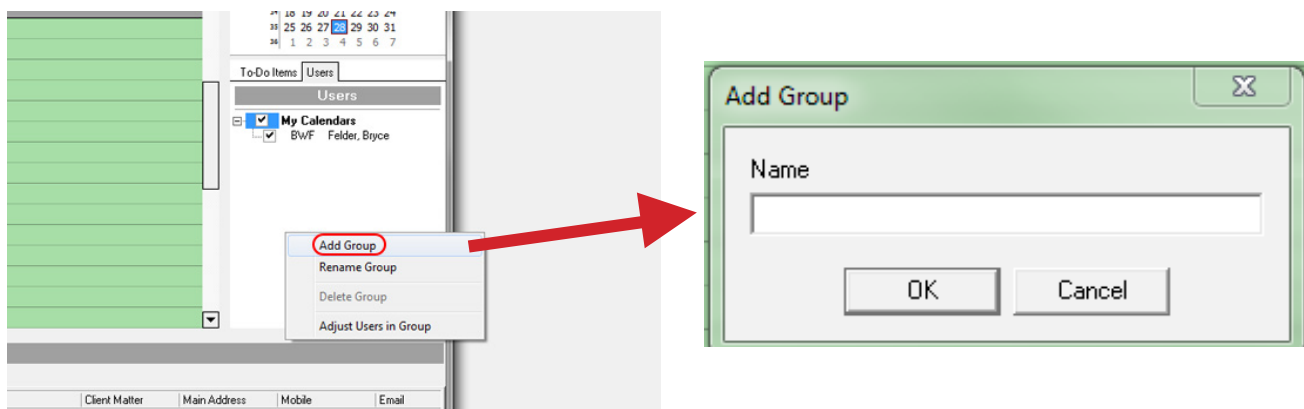 34 18 19 20 21 22 23 24
35 25 26 27 28 29 30 31
36 1 2 3 4 5 6 7
To-Do Items Users
Users
My Calendars
BWF Felder, Bryce
Add Group
Rename Group
Delete Group
Adjust Users in Group
Client Matter Main Address Mobile Email
Add Group
Name
OK Cancel